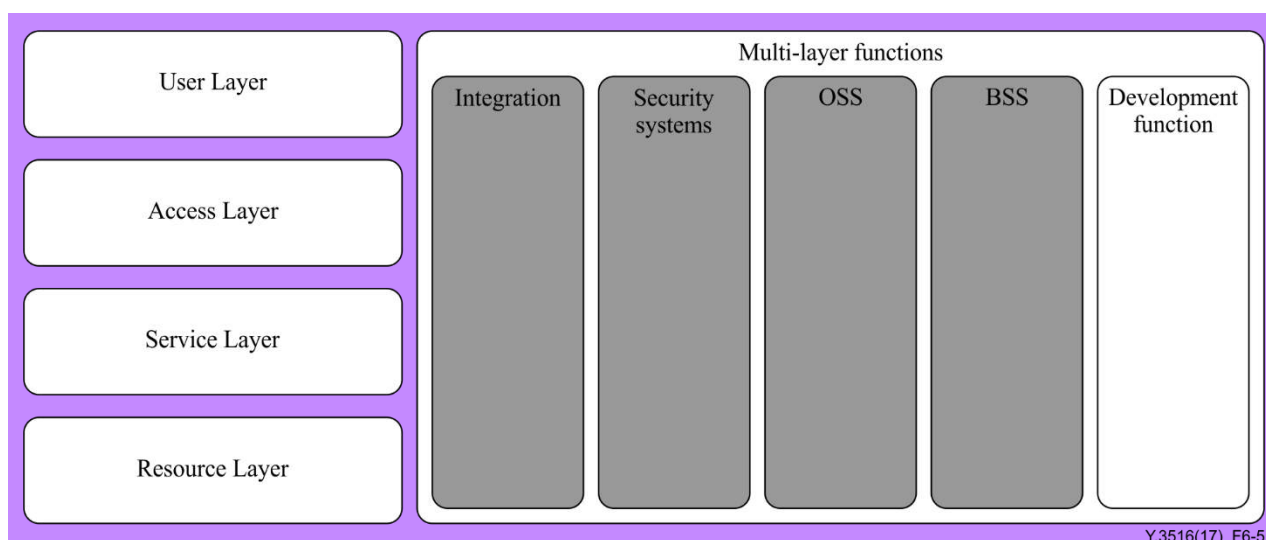 User Layer
Access Layer
Service Layer
Resource Layer
Multi-layer functions
Integration
Security
systems
OSS
BSS
Development
function
Y.3516(17)_F6-5